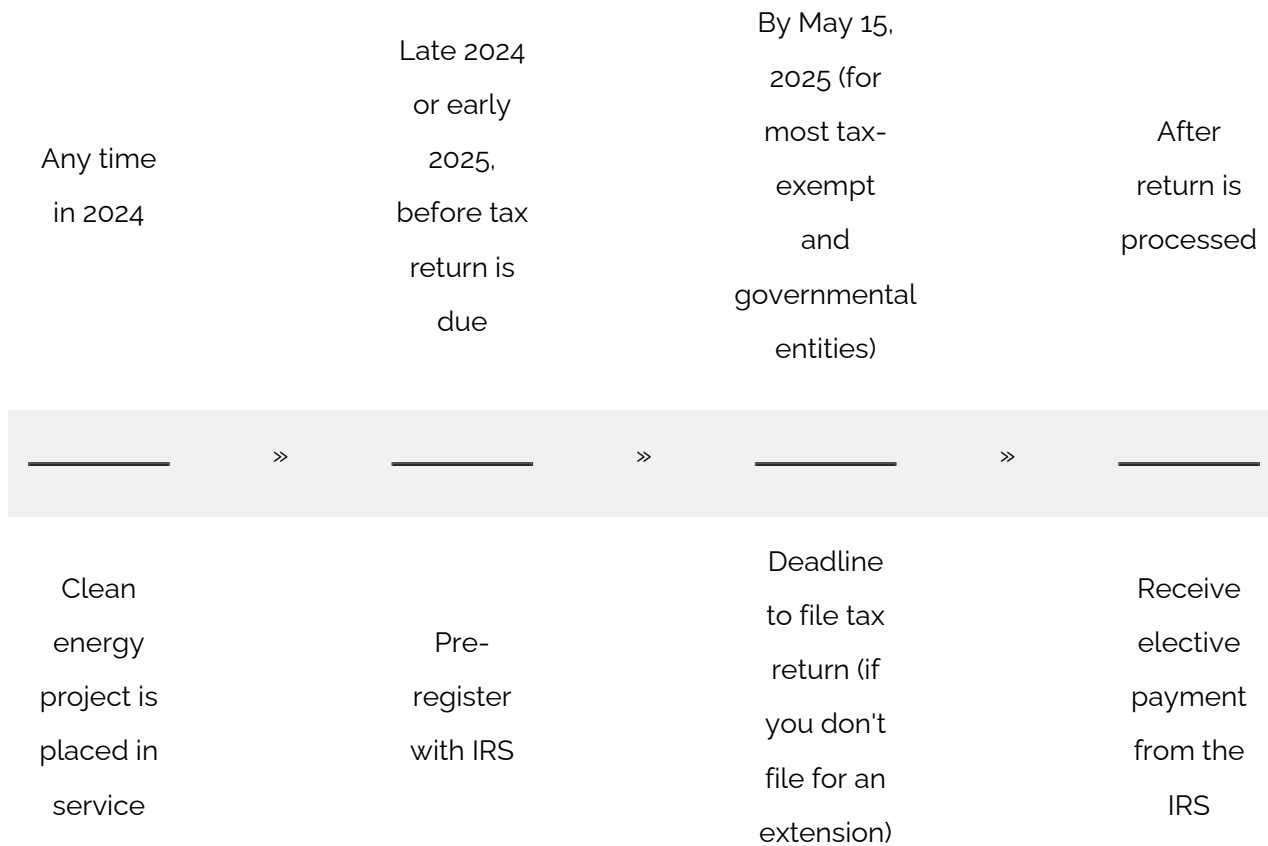 Any time
in 2024
Late 2024
or early
2025,
before tax
return is
due
By May 15,
2025 (for
most tax-
exempt
and
governmental
entities)
After
return is
processed
»
»
»
Clean
energy
project is
placed in
service
Pre-
register
with IRS
Deadline
to file tax
return (if
you don't
file for an
extension)
Receive
elective
payment
from the
IRS